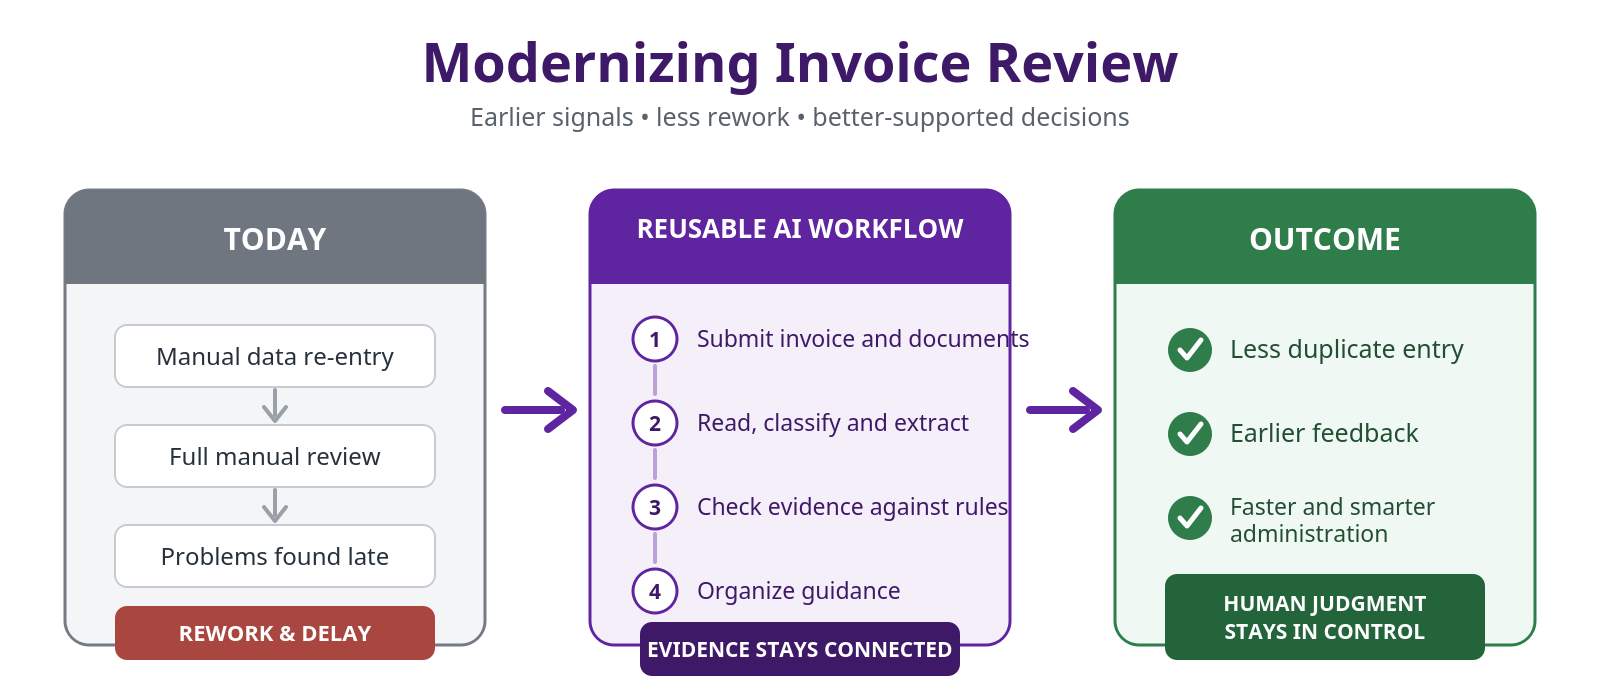 Modernizing Invoice Review
Earlier signals • less rework • better-supported decisions
TODAY
Manual data re-entry
Full manual review
Problems found late
REWORK & DELAY
REUSABLE AI WORKFLOW
1 Submit invoice and documents
2 Read, classify and extract
3 Check evidence against rules
4 Organize guidance
EVIDENCE STAYS CONNECTED
OUTCOME
Less duplicate entry
Earlier feedback
Faster and smarter
administration
HUMAN JUDGMENT
STAYS IN CONTROL